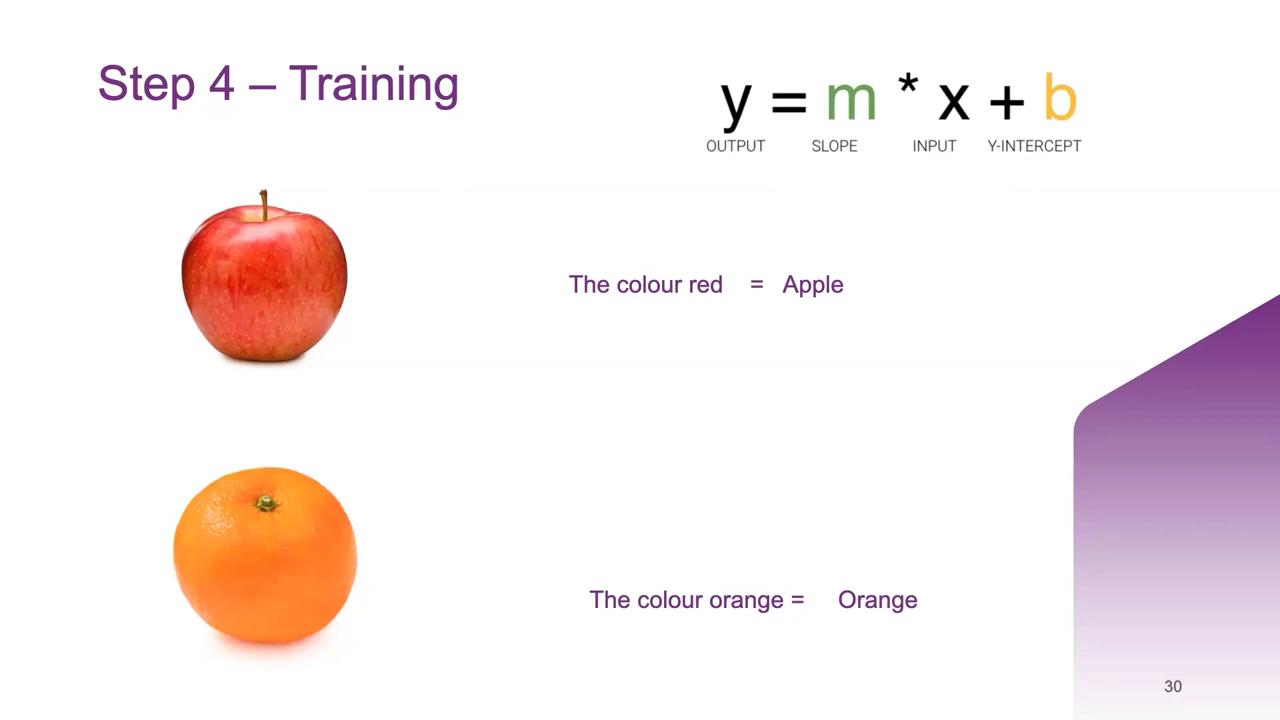 Step 4 – Training
y = m * x + b
OUTPUT SLOPE INPUT Y-INTERCEPT
The colour red = Apple
The colour orange = Orange
30